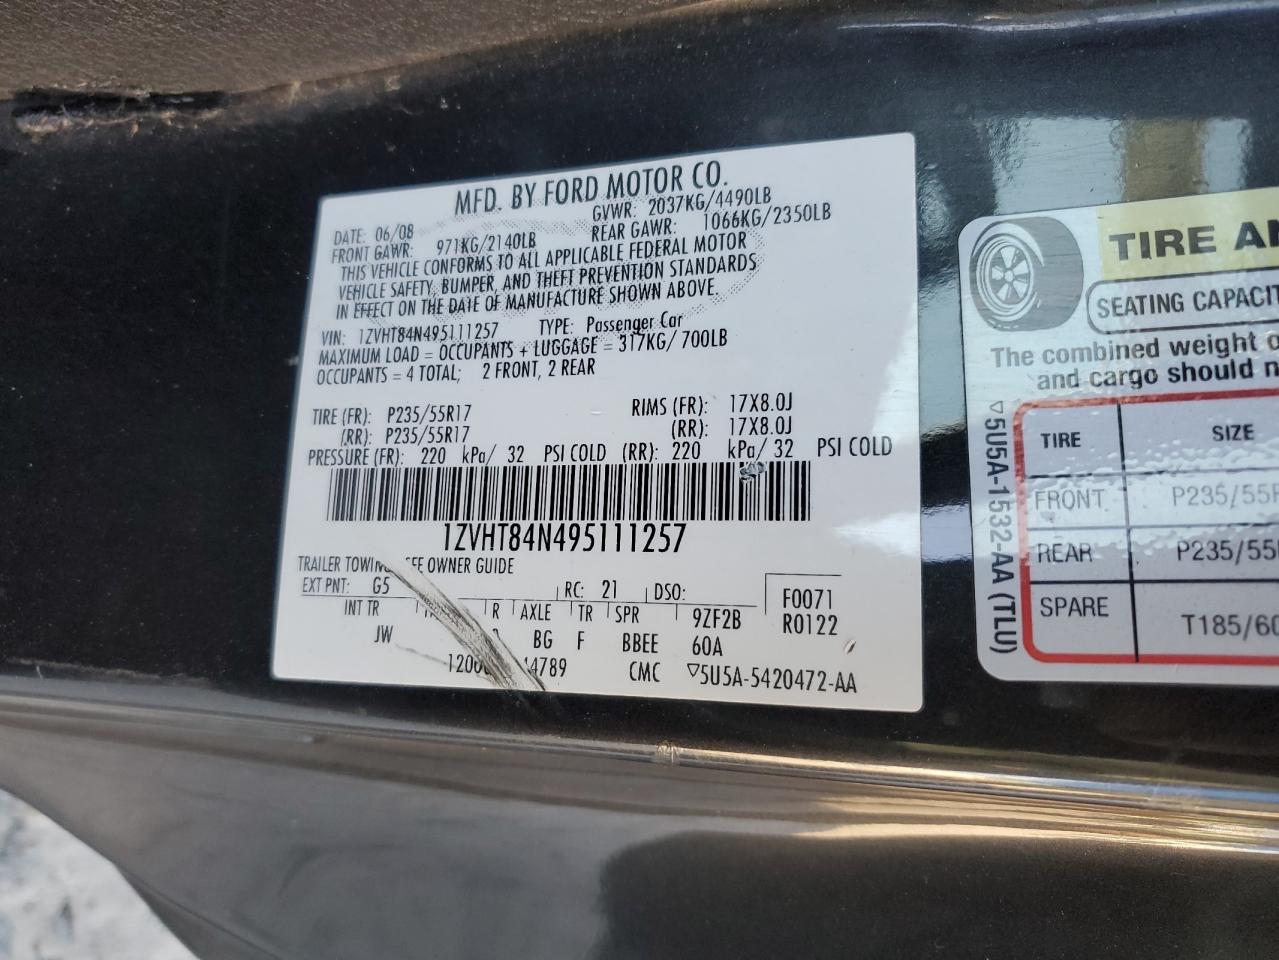 MFD. BY FORD MOTOR CO.
DATE: 06/08 GVWR: 2037KG/4490LB
FRONT GAWR: 971KG/2140LB REAR GAWR: 1066KG/2350LB
THIS VEHICLE CONFORMS TO ALL APPLICABLE FEDERAL MOTOR
VEHICLE SAFETY, BUMPER, AND THEFT PREVENTION STANDARDS
IN EFFECT ON THE DATE OF MANUFACTURE SHOWN ABOVE.
VIN: 1ZVHT84N495111257 TYPE: Passenger Car
MAXIMUM LOAD = OCCUPANTS + LUGGAGE = 317KG/ 700LB
OCCUPANTS = 4 TOTAL; 2 FRONT, 2 REAR
TIRE (FR): P235/55R17 RIMS (FR): 17X8.0J
(RR): P235/55R17 (RR): 17X8.0J
PRESSURE (FR): 220 kPa/ 32 PSI COLD (RR): 220 kPa/ 32 PSI COLD
1ZVHT84N495111257
TRAILER TOWING OWNER GUIDE
EXT PNT: G5 RC: 21 DSO: F0071
INT TR R AXLE TR SPR 9ZF2B R0122
JW BG F BBEE 60A
CMC ▽5U5A-5420472-AA
TIRE
SEATING
The combined weight
and cargo should
TIRE SIZE
FRONT
REAR
SPARE
▽5U5A-1532-AA (TLU)